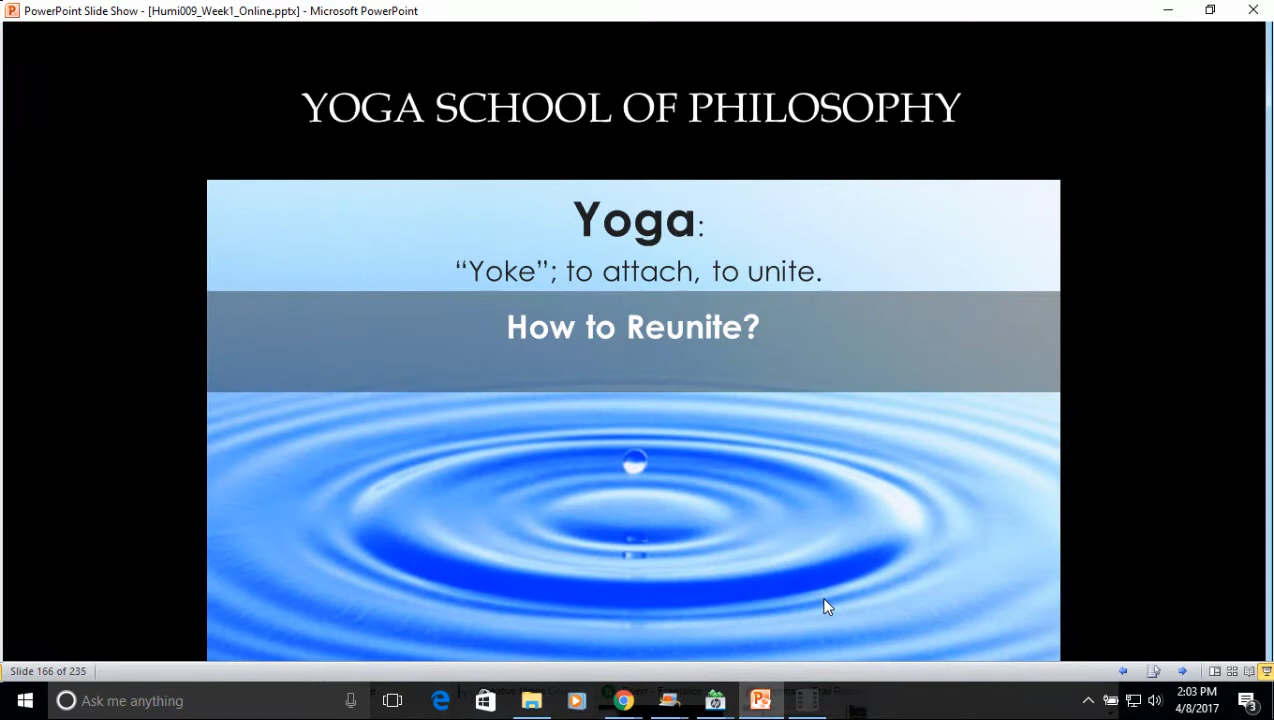 PowerPoint Slide Show - [Humi009_Week1_Online.pptx] - Microsoft PowerPoint
YOGA SCHOOL OF PHILOSOPHY
Yoga:
“Yoke”; to attach, to unite.
How to Reunite?
Slide 166 of 235
Ask me anything
2:03 PM
4/8/2017
3